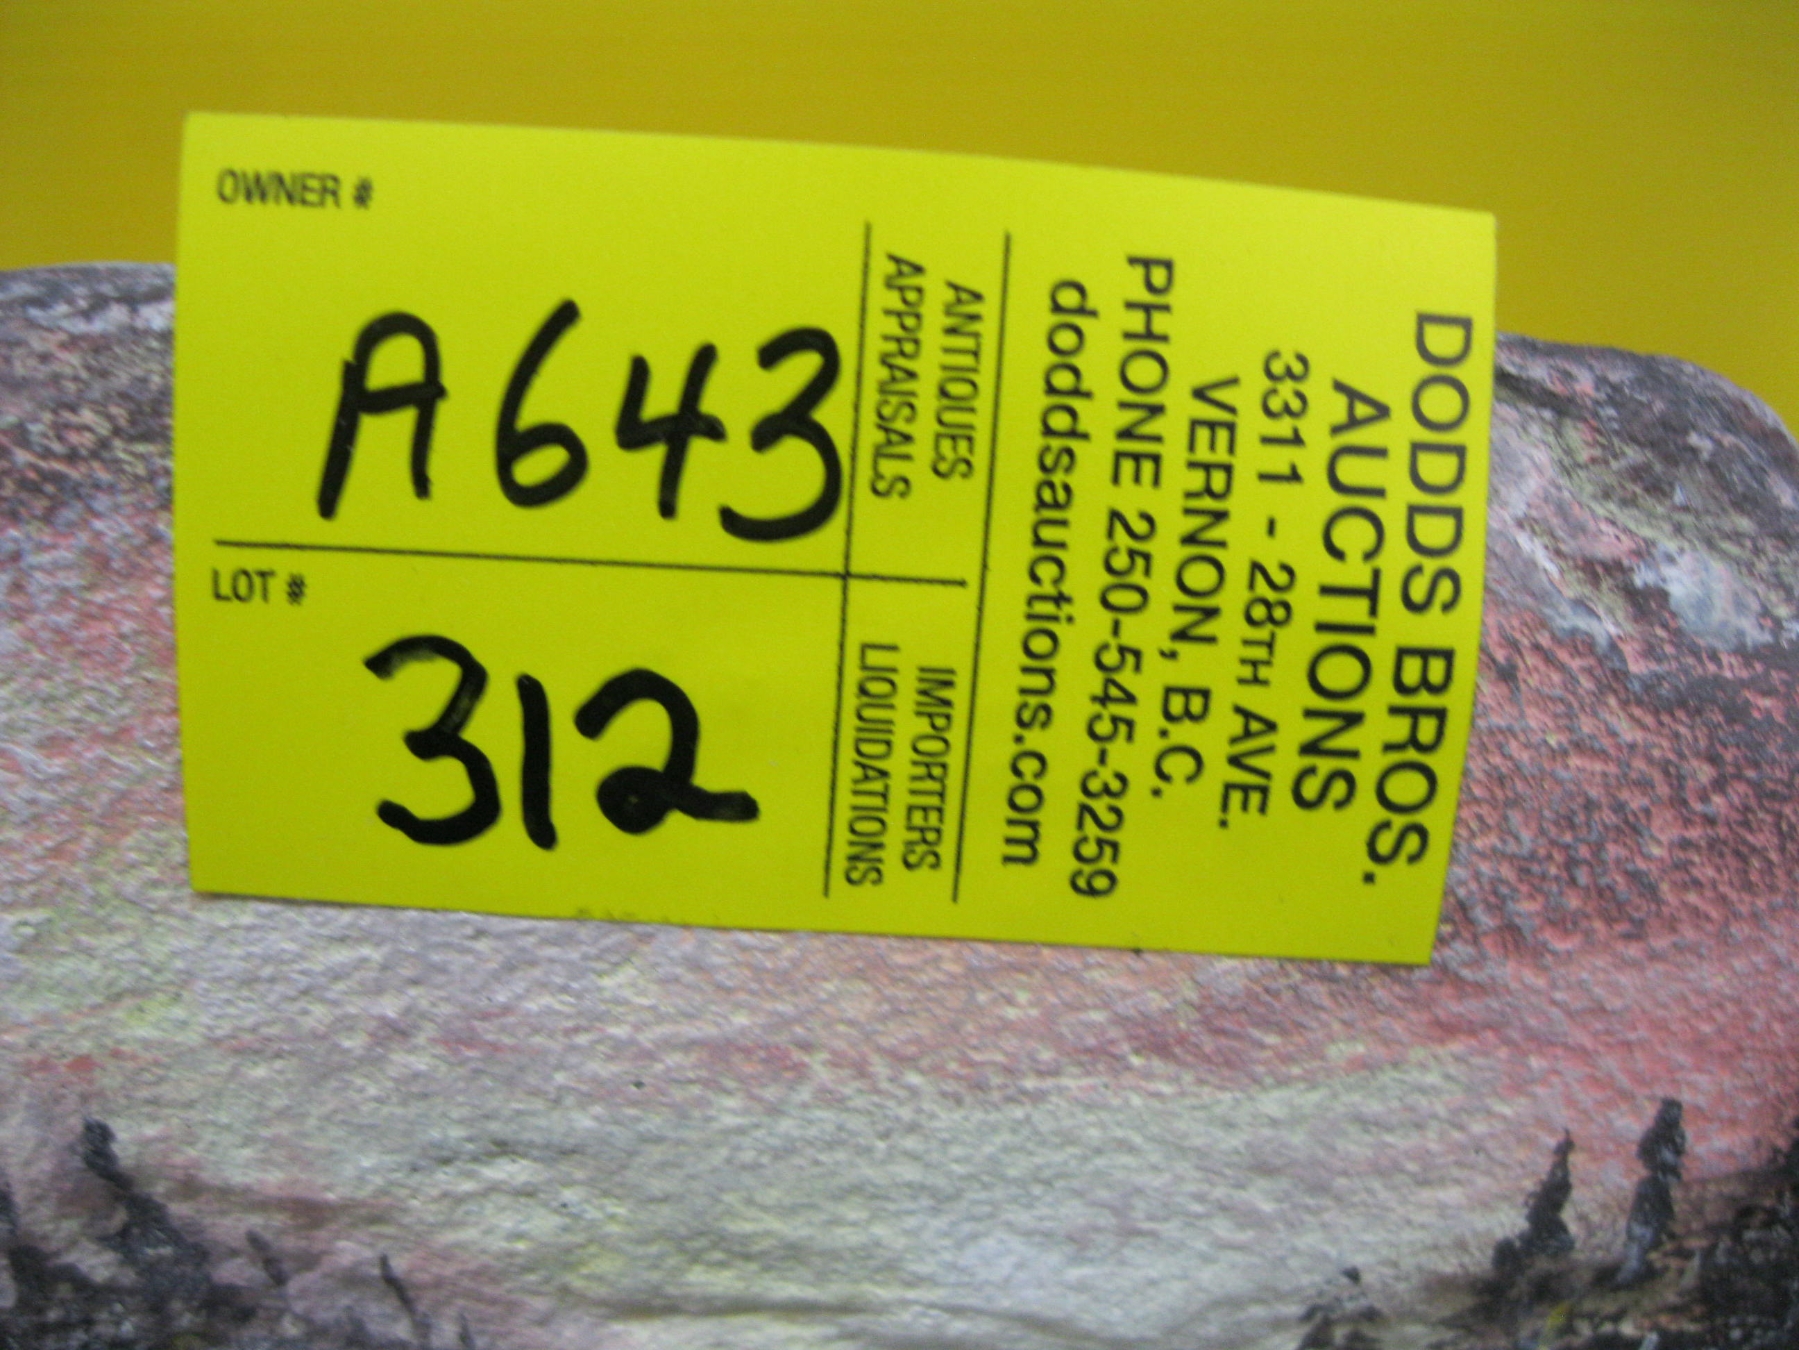 DODDS BROS.
AUCTIONS
3311 - 28TH AVE.
VERNON, B.C.
PHONE 250-545-3259
doddsauctions.com
ANTIQUES
APPRAISALS
IMPORTERS
LIQUIDATIONS
OWNER #
A643
LOT #
312